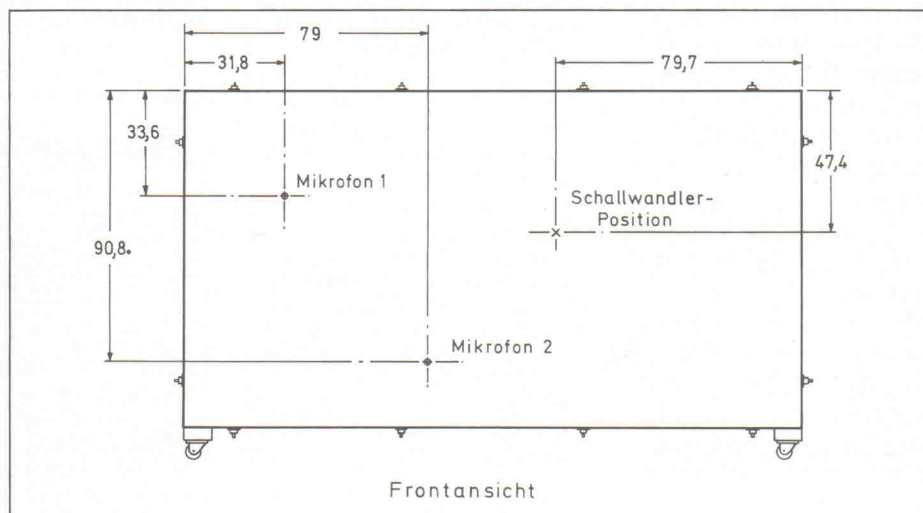 79
31,8
79,7
33,6
47,4
Mikrofon 1
Schallwandler-
Position
90,8
Mikrofon 2
Frontansicht